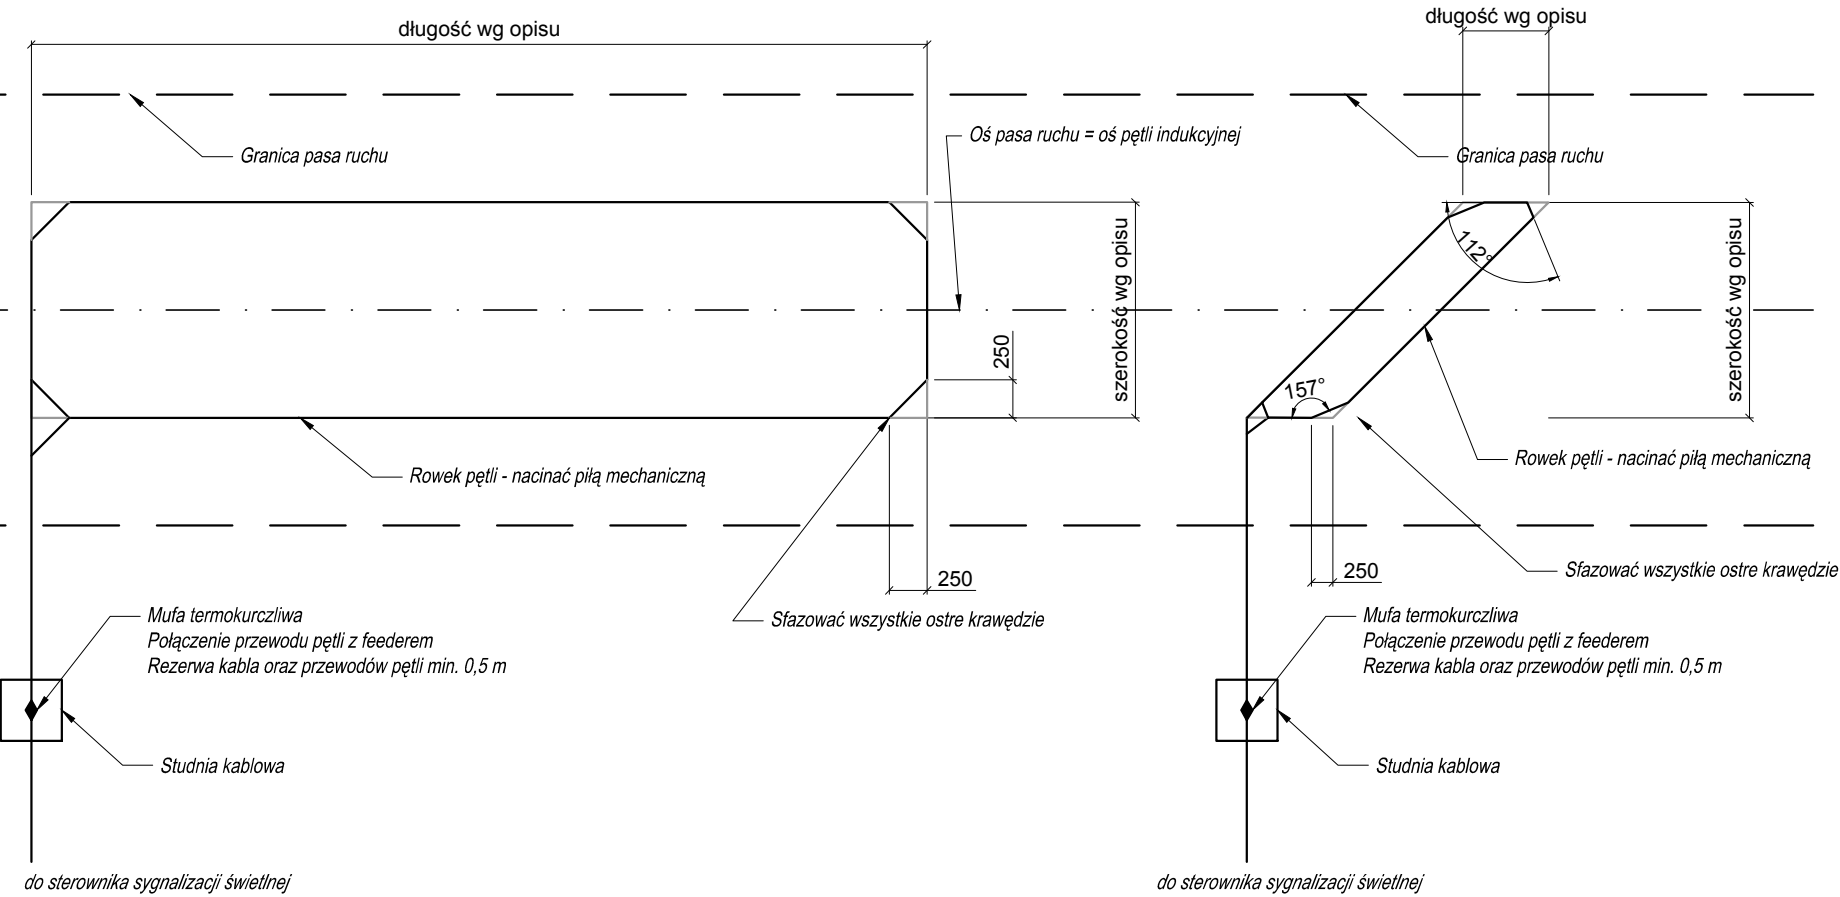 długość wg opisu
długość wg opisu
Oś pasa ruchu = oś pętli indukcyjnej
Granica pasa ruchu
Granica pasa ruchu
szerokość wg opisu
szerokość wg opisu
112°
250
157°
Rowek pętli - nacinać piłą mechaniczną
Rowek pętli - nacinać piłą mechaniczną
250
250
Sfazować wszystkie ostre krawędzie
Sfazować wszystkie ostre krawędzie
Mufa termokurczliwa
Połączenie przewodu pętli z feederem
Rezerwa kabla oraz przewodów pętli min. 0,5 m
Mufa termokurczliwa
Połączenie przewodu pętli z feederem
Rezerwa kabla oraz przewodów pętli min. 0,5 m
Studnia kablowa
Studnia kablowa
do sterownika sygnalizacji świetlnej
do sterownika sygnalizacji świetlnej